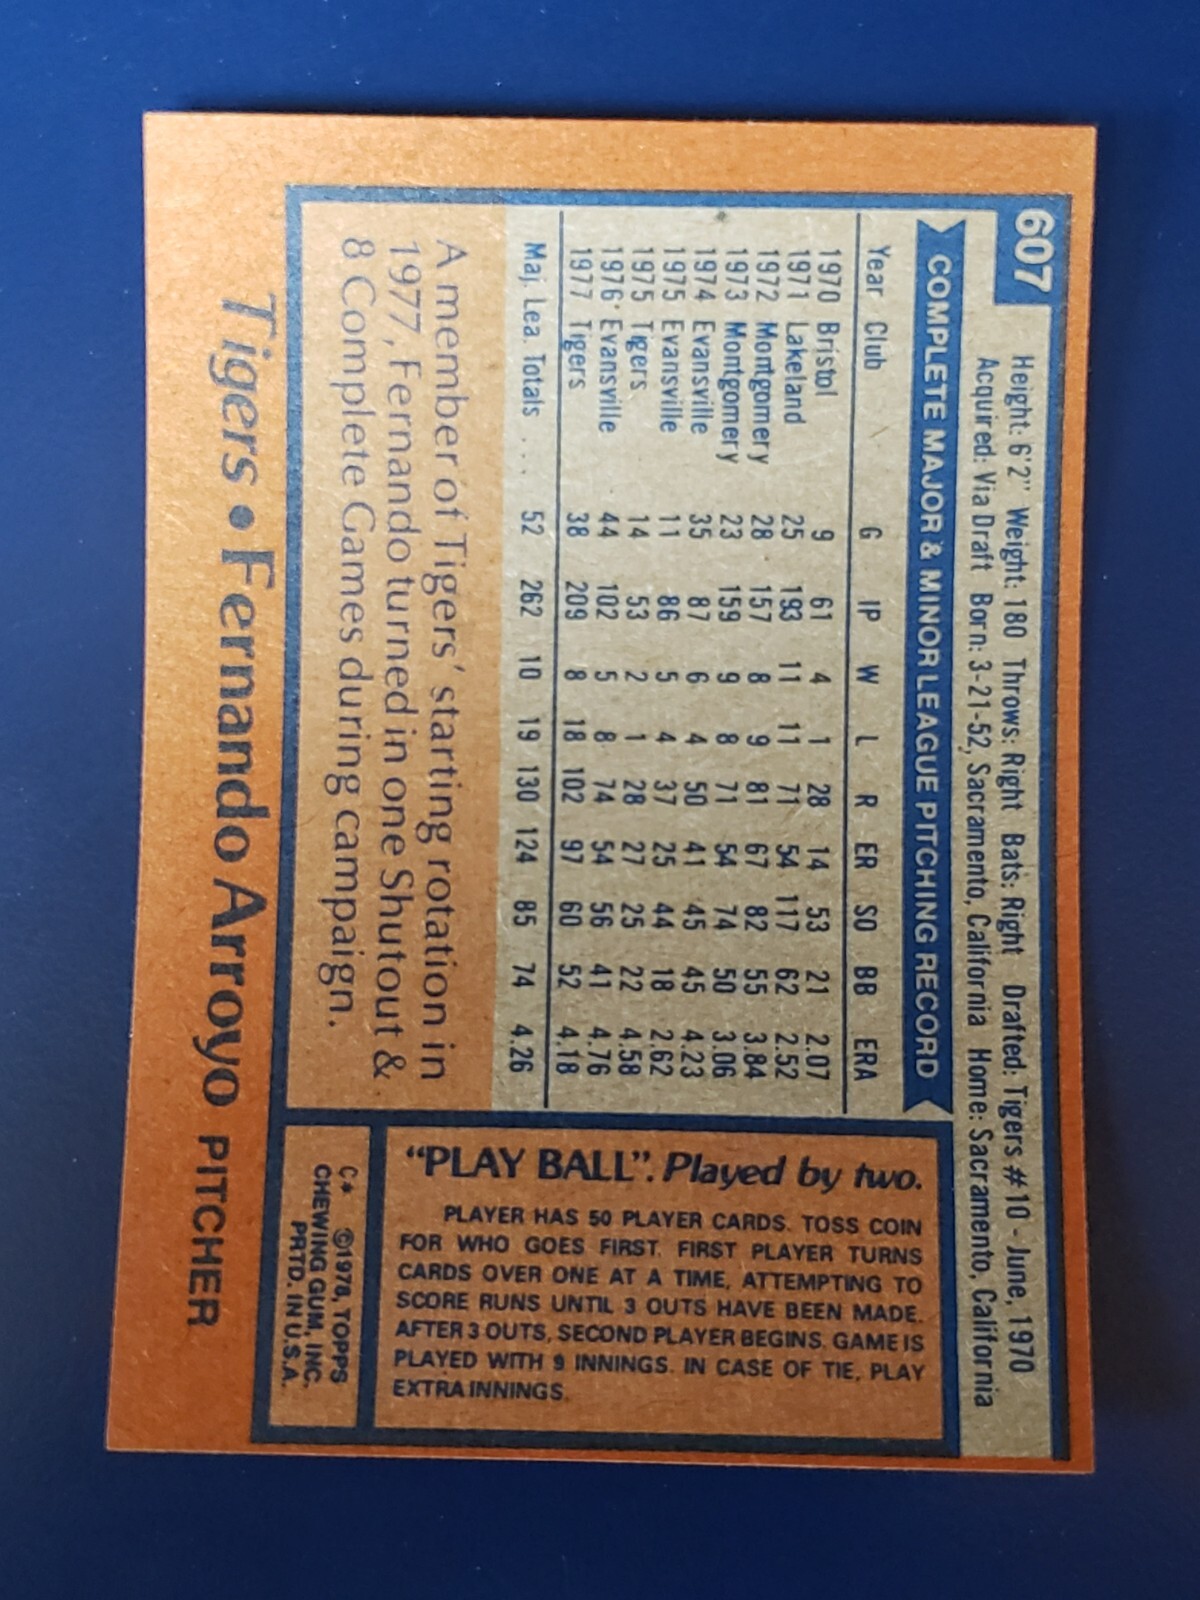 607
Height: 6'2" Weight: 180 Throws: Right Bats: Right Drafted: Tigers #10 - June, 1970
Acquired: Via Draft Born: 3-21-52, Sacramento, California Home: Sacramento, California
COMPLETE MAJOR & MINOR LEAGUE PITCHING RECORD
Year Club G IP W L R ER SO BB ERA
1970 Bristol 9 61 4 1 28 14 53 21 2.07
1971 Lakeland 25 193 11 11 71 54 117 62 2.52
1972 Montgomery 28 157 8 9 81 67 82 55 3.84
1973 Montgomery 23 159 9 8 71 54 74 50 3.06
1974 Evansville 35 87 6 4 50 41 45 45 4.23
1975 Evansville 11 86 5 4 37 25 44 18 2.62
1975 Tigers 14 53 2 1 28 27 25 22 4.58
1976 Evansville 44 102 5 8 74 54 56 41 4.76
1977 Tigers 38 209 8 18 102 97 60 52 4.18
Maj. Lea. Totals ... 52 262 10 19 130 124 85 74 4.26
A member of Tigers' starting rotation in
1977, Fernando turned in one Shutout &
8 Complete Games during campaign.
Tigers • Fernando Arroyo PITCHER
"PLAY BALL". Played by two.
PLAYER HAS 50 PLAYER CARDS. TOSS COIN
FOR WHO GOES FIRST. FIRST PLAYER TURNS
CARDS OVER ONE AT A TIME, ATTEMPTING TO
SCORE RUNS UNTIL 3 OUTS HAVE BEEN MADE.
AFTER 3 OUTS, SECOND PLAYER BEGINS. GAME IS
PLAYED WITH 9 INNINGS. IN CASE OF TIE, PLAY
EXTRA INNINGS.
C* ©1978, TOPPS
CHEWING GUM, INC.
PRTD. IN U.S.A.